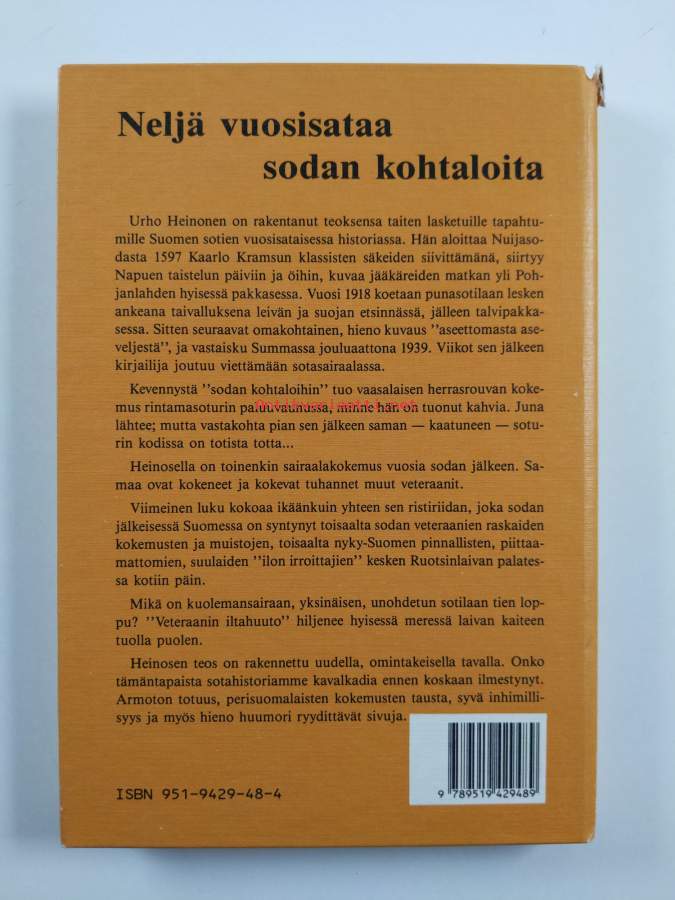 Neljä vuosisataa
sodan kohtaloita
Urho Heinonen on rakentanut teoksensa taiten lasketuille tapahtu-
mille Suomen sotien vuosisataisessa historiassa. Hän aloittaa Nuijaso-
dasta 1597 Kaarlo Kramsun klassisten säkeiden siivittämänä, siirtyy
Napuen taistelun päiviin ja öihin, kuvaa jääkäreiden matkan yli Poh-
janlahden hyisessä pakkasessa. Vuosi 1918 koetaan punasotilaan lesken
ankeana taivalluksena leivän ja suojan etsinnässä, jälleen talvipakka-
sessa. Sitten seuraavat omakohtainen, hieno kuvaus "aseettomasta ase-
veljestä", ja vastaisku Summassa jouluaattona 1939. Viikot sen jälkeen
kirjailija joutuu viettämään sotasairaalassa.
Kevennystä "sodan kohtaloihin" tuo vaasalaisen herrasrouvan koke-
mus rintamasoturin paluuvaunussa, minne hän on tuonut kahvia. Juna
Antikvariaatti.net
lähtee; mutta vastakohta pian sen jälkeen saman — kaatuneen — sotu-
rin kodissa on totista totta...
Heinosella on toinenkin sairaalakokemus vuosia sodan jälkeen. Sa-
maa ovat kokeneet ja kokevat tuhannet muut veteraanit.
Viimeinen luku kokoaa ikäänkuin yhteen sen ristiriidan, joka sodan
jälkeisessä Suomessa on syntynyt toisaalta sodan veteraanien raskaiden
kokemusten ja muistojen, toisaalta nyky-Suomen pinnallisten, piittaa-
mattomien, suulaiden "ilon irroittajien" kesken Ruotsinlaivan palates-
sa kotiin päin.
Mikä on kuolemansairaan, yksinäisen, unohdetun sotilaan tien lop-
pu? "Veteraanin iltahuuto" hiljenee hyisessä meressä laivan kaiteen
tuolla puolen.
Heinosen teos on rakennettu uudella, omintakeisella tavalla. Onko
tämäntapaista sotahistoriamme kavalkadia ennen koskaan ilmestynyt.
Armoton totuus, perisuomalaisten kokemusten tausta, syvä inhimilli-
syys ja myös hieno huumori ryydittävät sivuja.
ISBN 951-9429-48-4
9 789519 429489